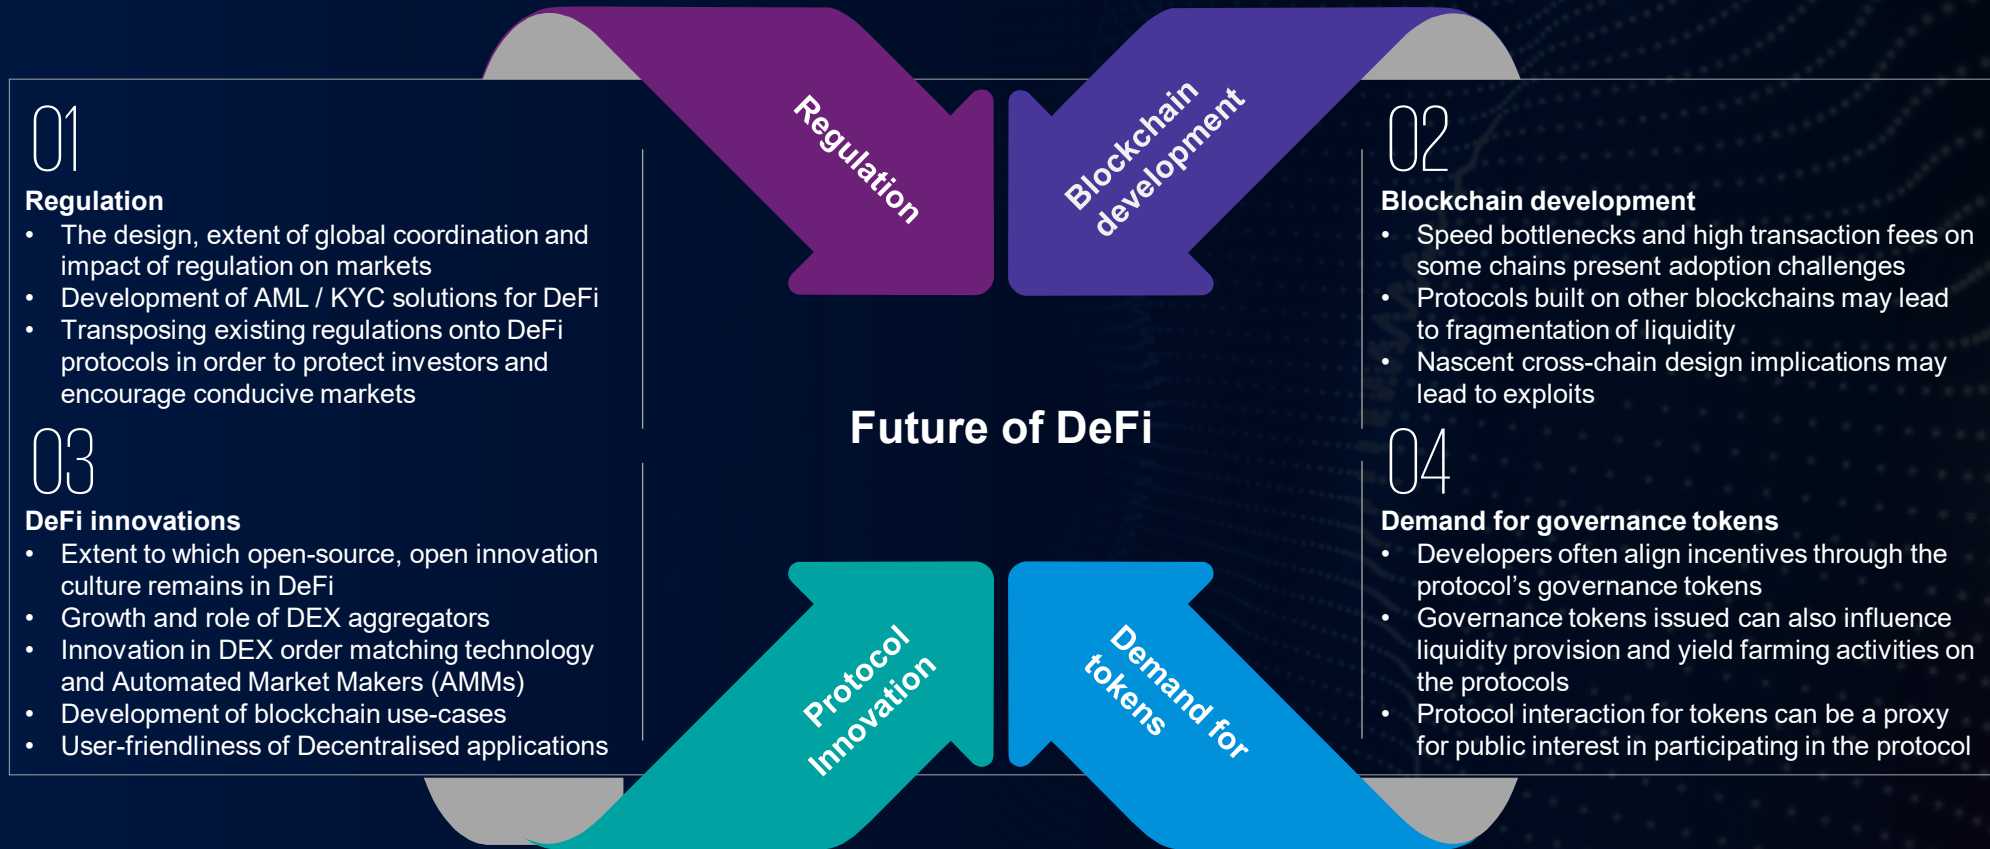 01
Regulation
• The design, extent of global coordination and
impact of regulation on markets
• Development of AML / KYC solutions for DeFi
• Transposing existing regulations onto DeFi
protocols in order to protect investors and
encourage conducive markets
03
DeFi innovations
• Extent to which open-source, open innovation
culture remains in DeFi
• Growth and role of DEX aggregators
• Innovation in DEX order matching technology
and Automated Market Makers (AMMs)
• Development of blockchain use-cases
• User-friendliness of Decentralised applications
Regulation
Blockchain
development
Future of DeFi
Protocol
Innovation
Demand for
tokens
02
Blockchain development
• Speed bottlenecks and high transaction fees on
some chains present adoption challenges
• Protocols built on other blockchains may lead
to fragmentation of liquidity
• Nascent cross-chain design implications may
lead to exploits
04
Demand for governance tokens
• Developers often align incentives through the
protocol’s governance tokens
• Governance tokens issued can also influence
liquidity provision and yield farming activities on
the protocols
• Protocol interaction for tokens can be a proxy
for public interest in participating in the protocol